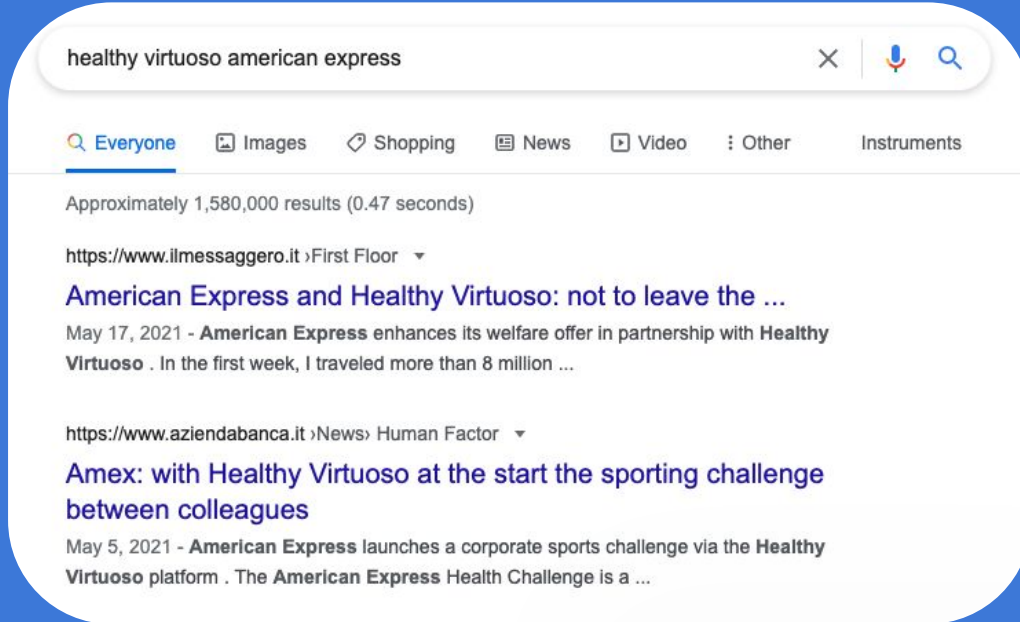 healthy virtuoso american express
Everyone Images Shopping News Video Other Instruments
Approximately 1,580,000 results (0.47 seconds)
https://www.ilmessaggero.it ›First Floor
American Express and Healthy Virtuoso: not to leave the ...
May 17, 2021 - American Express enhances its welfare offer in partnership with Healthy
Virtuoso . In the first week, I traveled more than 8 million ...
https://www.aziendabanca.it ›News› Human Factor
Amex: with Healthy Virtuoso at the start the sporting challenge
between colleagues
May 5, 2021 - American Express launches a corporate sports challenge via the Healthy
Virtuoso platform . The American Express Health Challenge is a ...